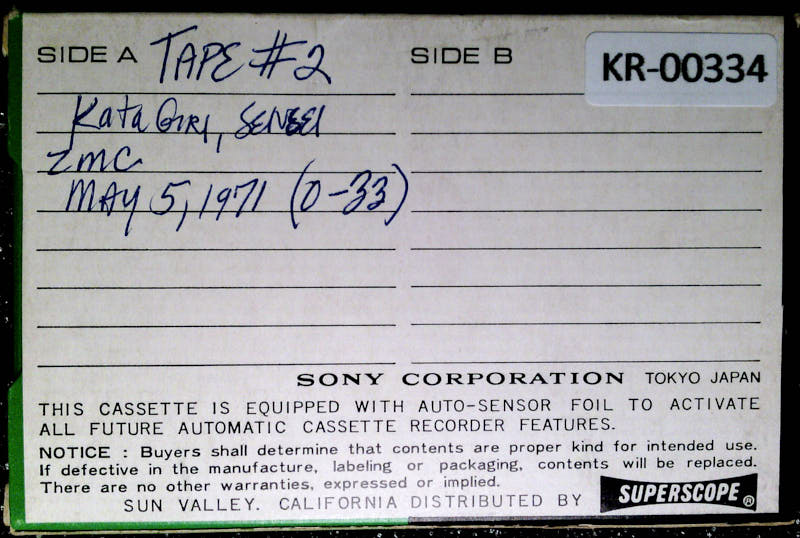 SIDE A TAPE #2
SIDE B
KR-00334
Kata GIRI, SENSEI
ZMC
MAY 5, 1971 (0-33)
SONY CORPORATION TOKYO JAPAN
THIS CASSETTE IS EQUIPPED WITH AUTO-SENSOR FOIL TO ACTIVATE
ALL FUTURE AUTOMATIC CASSETTE RECORDER FEATURES.
NOTICE : Buyers shall determine that contents are proper kind for intended use.
If defective in the manufacture, labeling or packaging, contents will be replaced.
There are no other warranties, expressed or implied.
SUN VALLEY. CALIFORNIA DISTRIBUTED BY SUPERSCOPE®